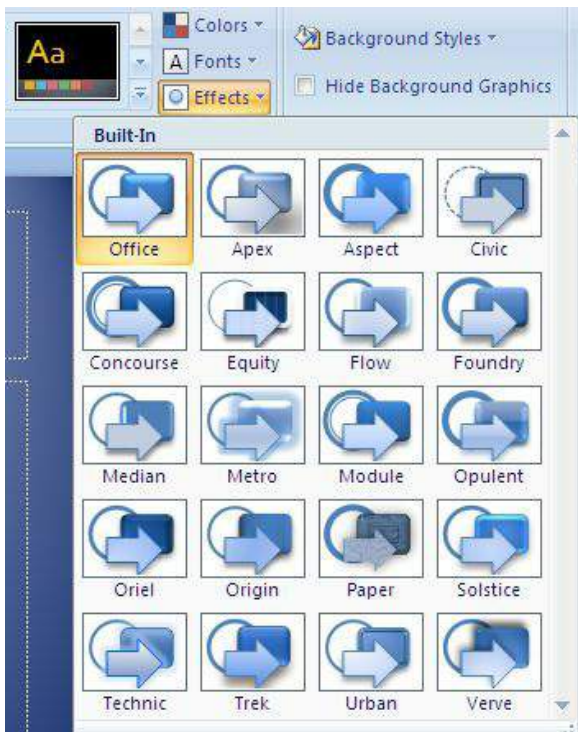 Aa
Colors
A Fonts
Effects
Background Styles
Hide Background Graphics
Built-In
Office Apex Aspect Civic
Concourse Equity Flow Foundry
Median Metro Module Opulent
Oriel Origin Paper Solstice
Technic Trek Urban Verve